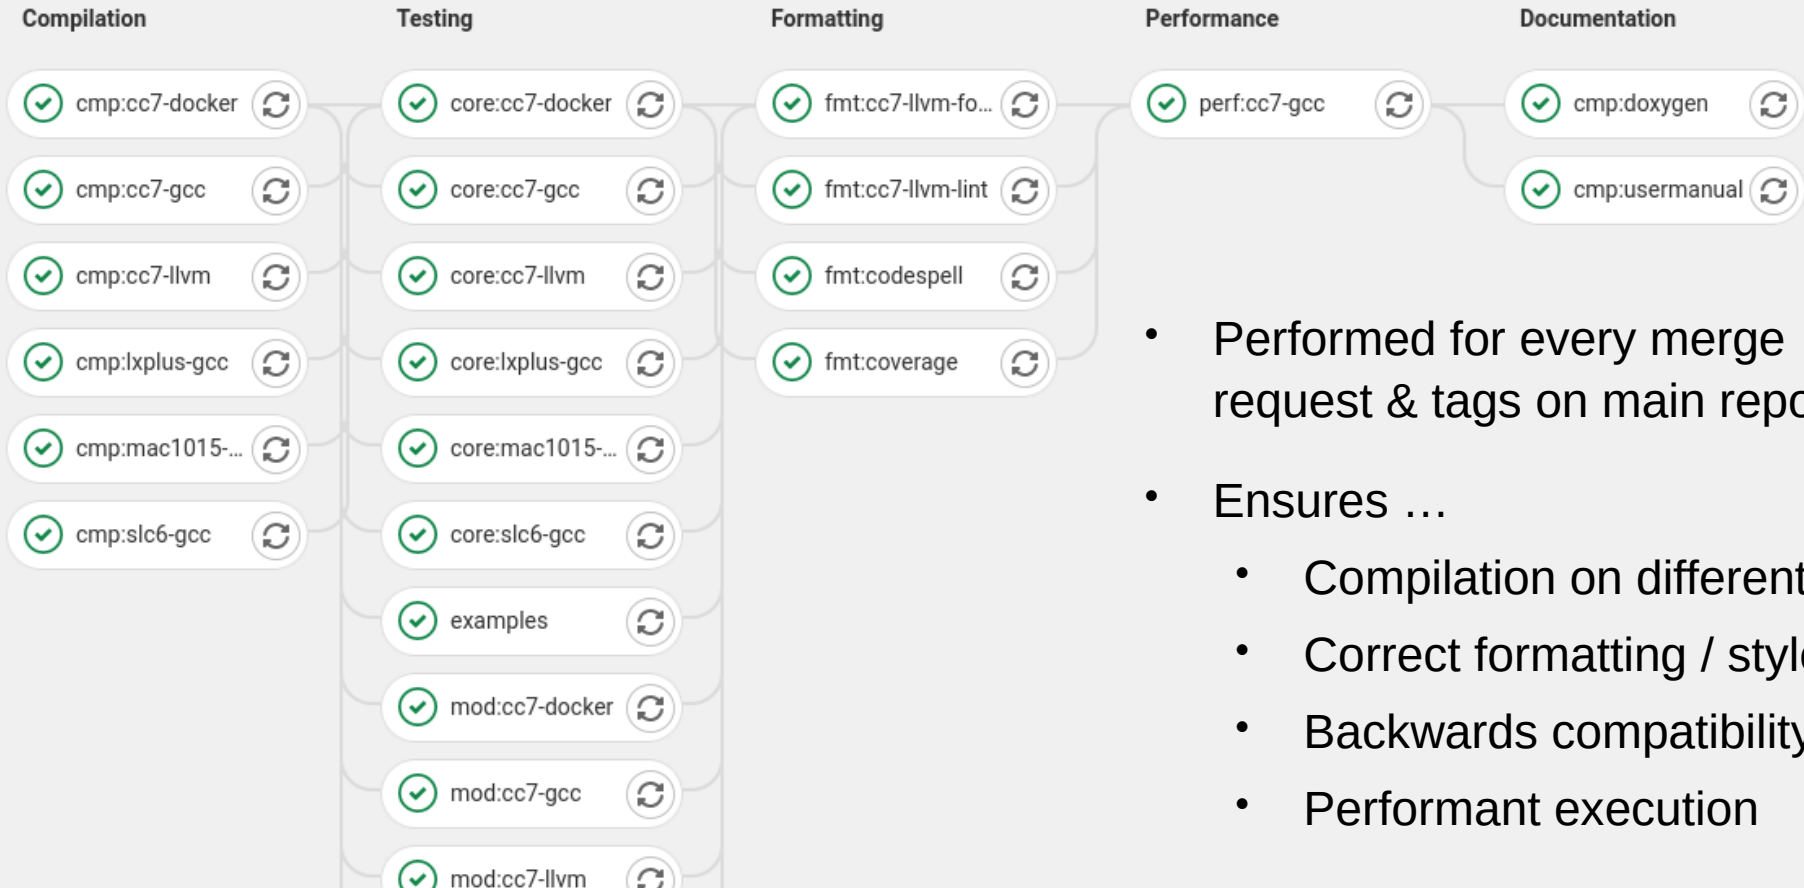 Compilation
cmp:cc7-docker
cmp:cc7-gcc
cmp:cc7-llvm
cmp:lxplus-gcc
cmp:mac1015-...
cmp:slc6-gcc
Testing
core:cc7-docker
core:cc7-gcc
core:cc7-llvm
core:lxplus-gcc
core:mac1015-...
core:slc6-gcc
examples
mod:cc7-docker
mod:cc7-gcc
mod:cc7-llvm
Formatting
fmt:cc7-llvm-fo...
fmt:cc7-llvm-lint
fmt:codespell
fmt:coverage
Performance
perf:cc7-gcc
Documentation
cmp:doxygen
cmp:usermanual
• Performed for every merge
request & tags on main repo
• Ensures …
• Compilation on different
• Correct formatting / style
• Backwards compatibility
• Performant execution